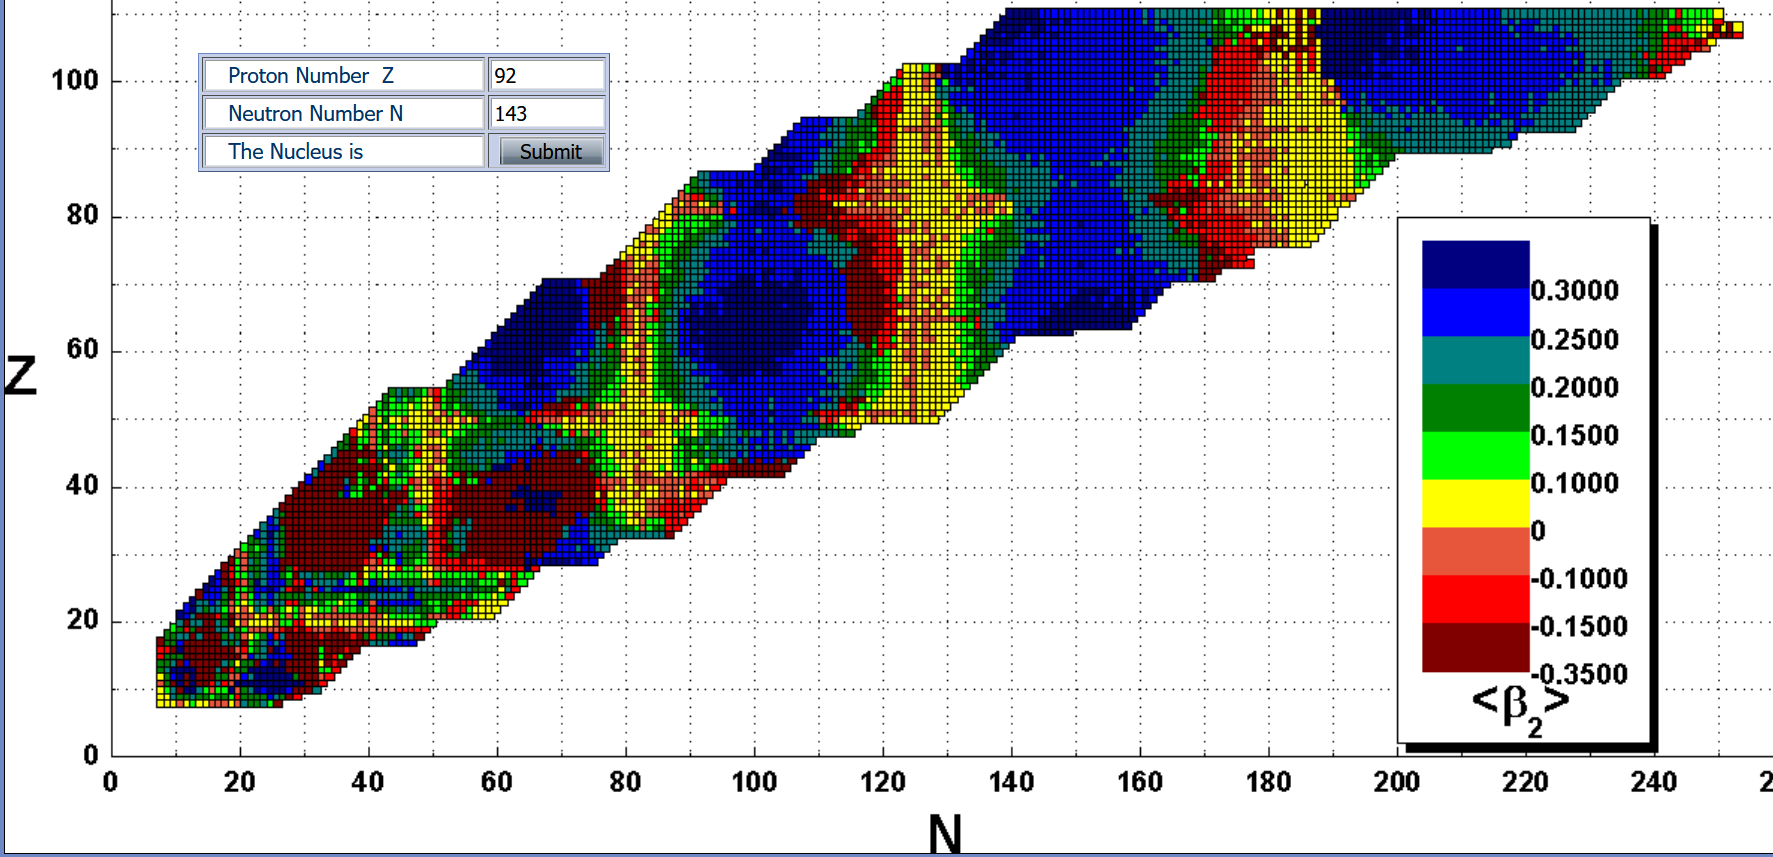 Proton Number Z 92
Neutron Number N 143
The Nucleus is Submit
100
80
60
40
20
0
Z
0 20 40 60 80 100 120 140 160 180 200 220 240 2
N
0.3000
0.2500
0.2000
0.1500
0.1000
0
-0.1000
-0.1500
-0.3500
<β2>